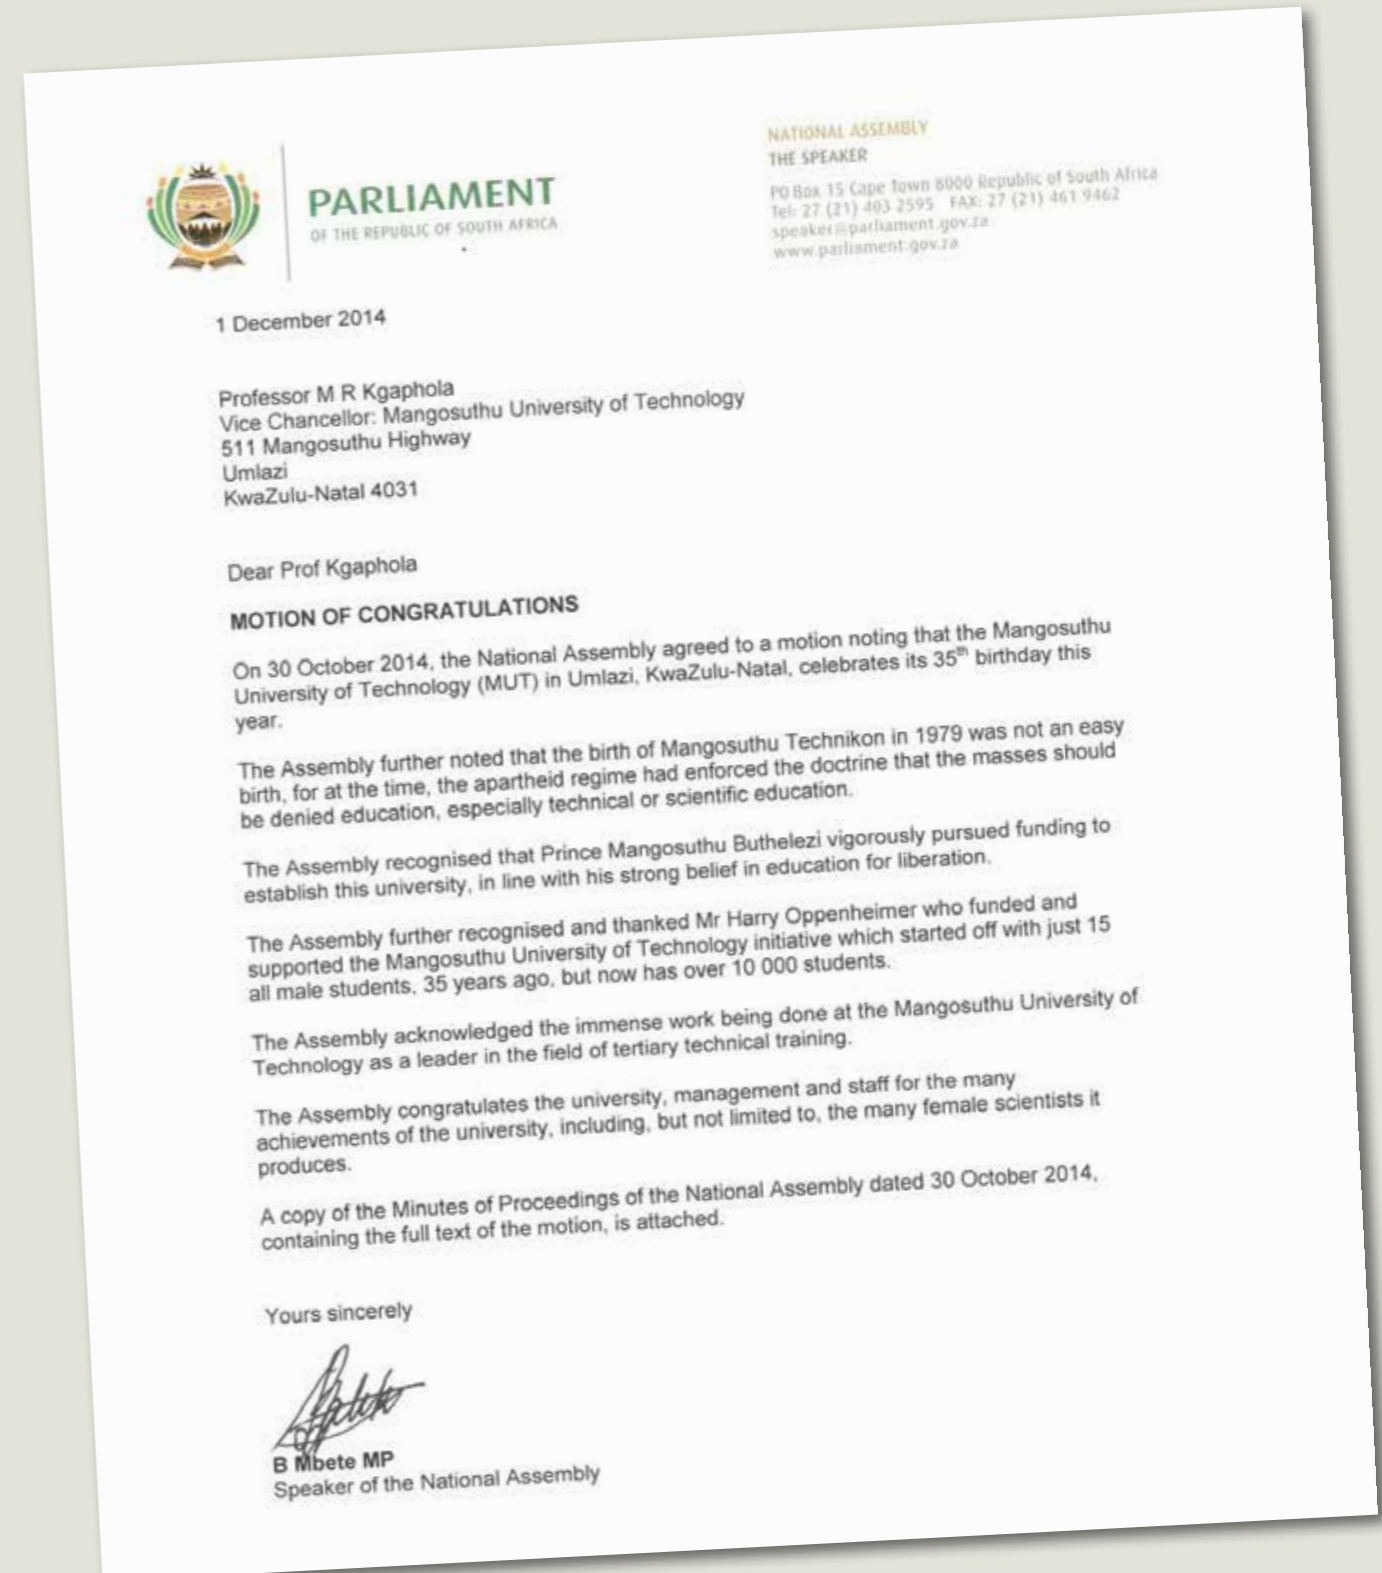 PARLIAMENT
OF THE REPUBLIC OF SOUTH AFRICA
NATIONAL ASSEMBLY
THE SPEAKER
PO Box 15 Cape Town 8000 Republic of South Africa
Tel: 27 (21) 403 2595 FAX: 27 (21) 461 9462
speaker@parliament.gov.za
www.parliament.gov.za
1 December 2014
Professor M R Kgaphola
Vice Chancellor: Mangosuthu University of Technology
511 Mangosuthu Highway
Umlazi
KwaZulu-Natal 4031
Dear Prof Kgaphola
MOTION OF CONGRATULATIONS
On 30 October 2014, the National Assembly agreed to a motion noting that the Mangosuthu
University of Technology (MUT) in Umlazi, KwaZulu-Natal, celebrates its 35th birthday this
year.
The Assembly further noted that the birth of Mangosuthu Technikon in 1979 was not an easy
birth, for at the time, the apartheid regime had enforced the doctrine that the masses should
be denied education, especially technical or scientific education.
The Assembly recognised that Prince Mangosuthu Buthelezi vigorously pursued funding to
establish this university, in line with his strong belief in education for liberation.
The Assembly further recognised and thanked Mr Harry Oppenheimer who funded and
supported the Mangosuthu University of Technology initiative which started off with just 15
all male students, 35 years ago, but now has over 10 000 students.
The Assembly acknowledged the immense work being done at the Mangosuthu University of
Technology as a leader in the field of tertiary technical training.
The Assembly congratulates the university, management and staff for the many
achievements of the university, including, but not limited to, the many female scientists it
produces.
A copy of the Minutes of Proceedings of the National Assembly dated 30 October 2014,
containing the full text of the motion, is attached.
Yours sincerely
B Mbete MP
Speaker of the National Assembly